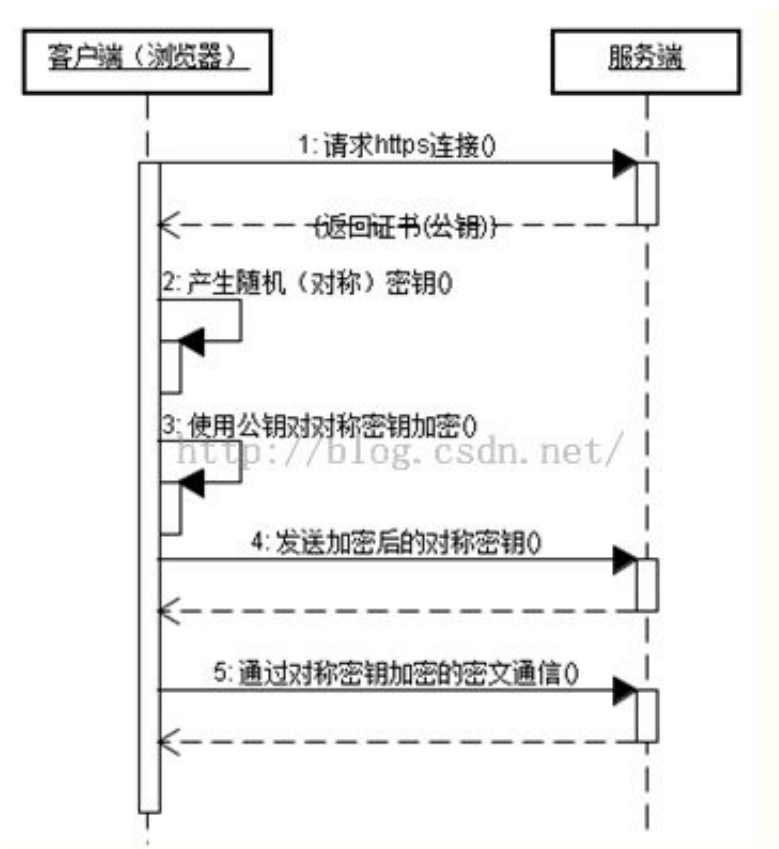 客户端（浏览器）
服务端
1: 请求https连接()
{返回证书(公钥)}
2: 产生随机（对称）密钥()
3: 使用公钥对对称密钥加密()
http://blog.csdn.net/
4: 发送加密后的对称密钥()
5: 通过对称密钥加密的密文通信()